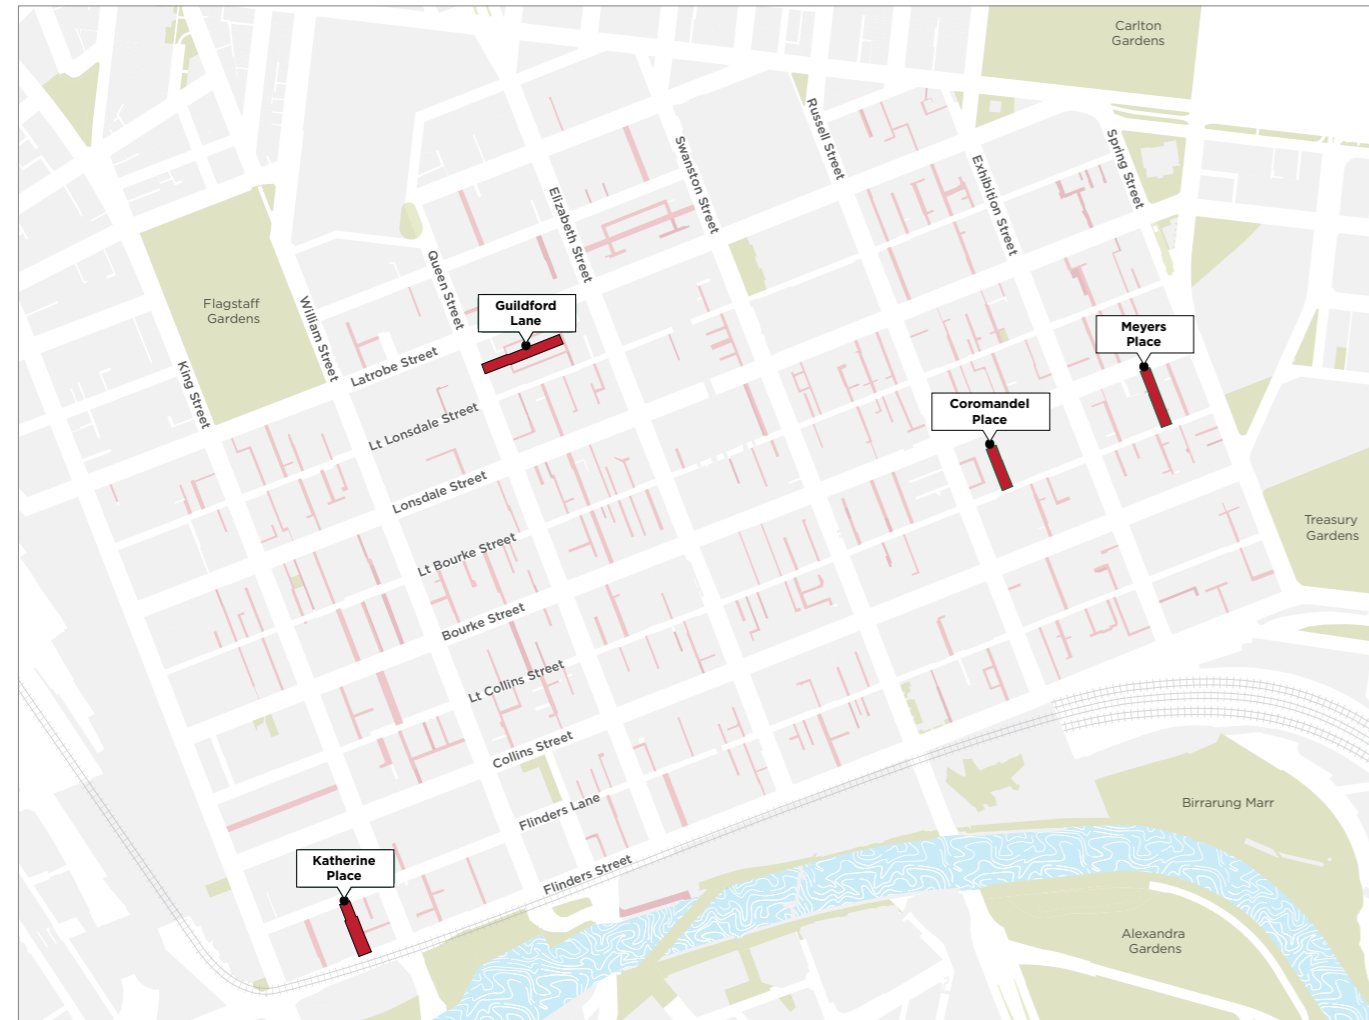 Carlton
Gardens
Russell Street
Swanston Street
Spring Street
Exhibition Street
Elizabeth Street
Queen Street
Flagstaff
Gardens
William Street
Guildford
Lane
Meyers
Place
King Street
Latrobe Street
Coromandel
Place
Lt Lonsdale Street
Lonsdale Street
Treasury
Gardens
Lt Bourke Street
Bourke Street
Lt Collins Street
Collins Street
Flinders Lane
Birrarung Marr
Katherine
Place
Flinders Street
Alexandra
Gardens